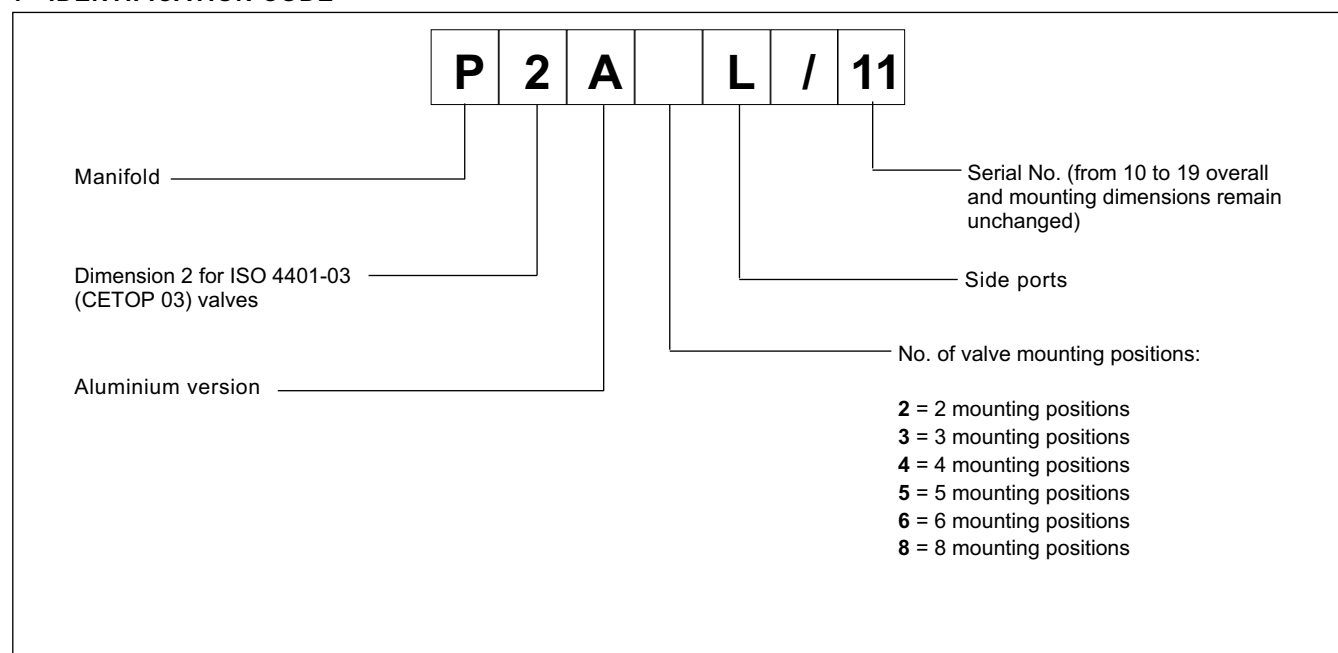 P 2 A L / 11
Manifold
Serial No. (from 10 to 19 overall
and mounting dimensions remain
unchanged)
Dimension 2 for ISO 4401-03
(CETOP 03) valves
Side ports
No. of valve mounting positions:
Aluminium version
2 = 2 mounting positions
3 = 3 mounting positions
4 = 4 mounting positions
5 = 5 mounting positions
6 = 6 mounting positions
8 = 8 mounting positions